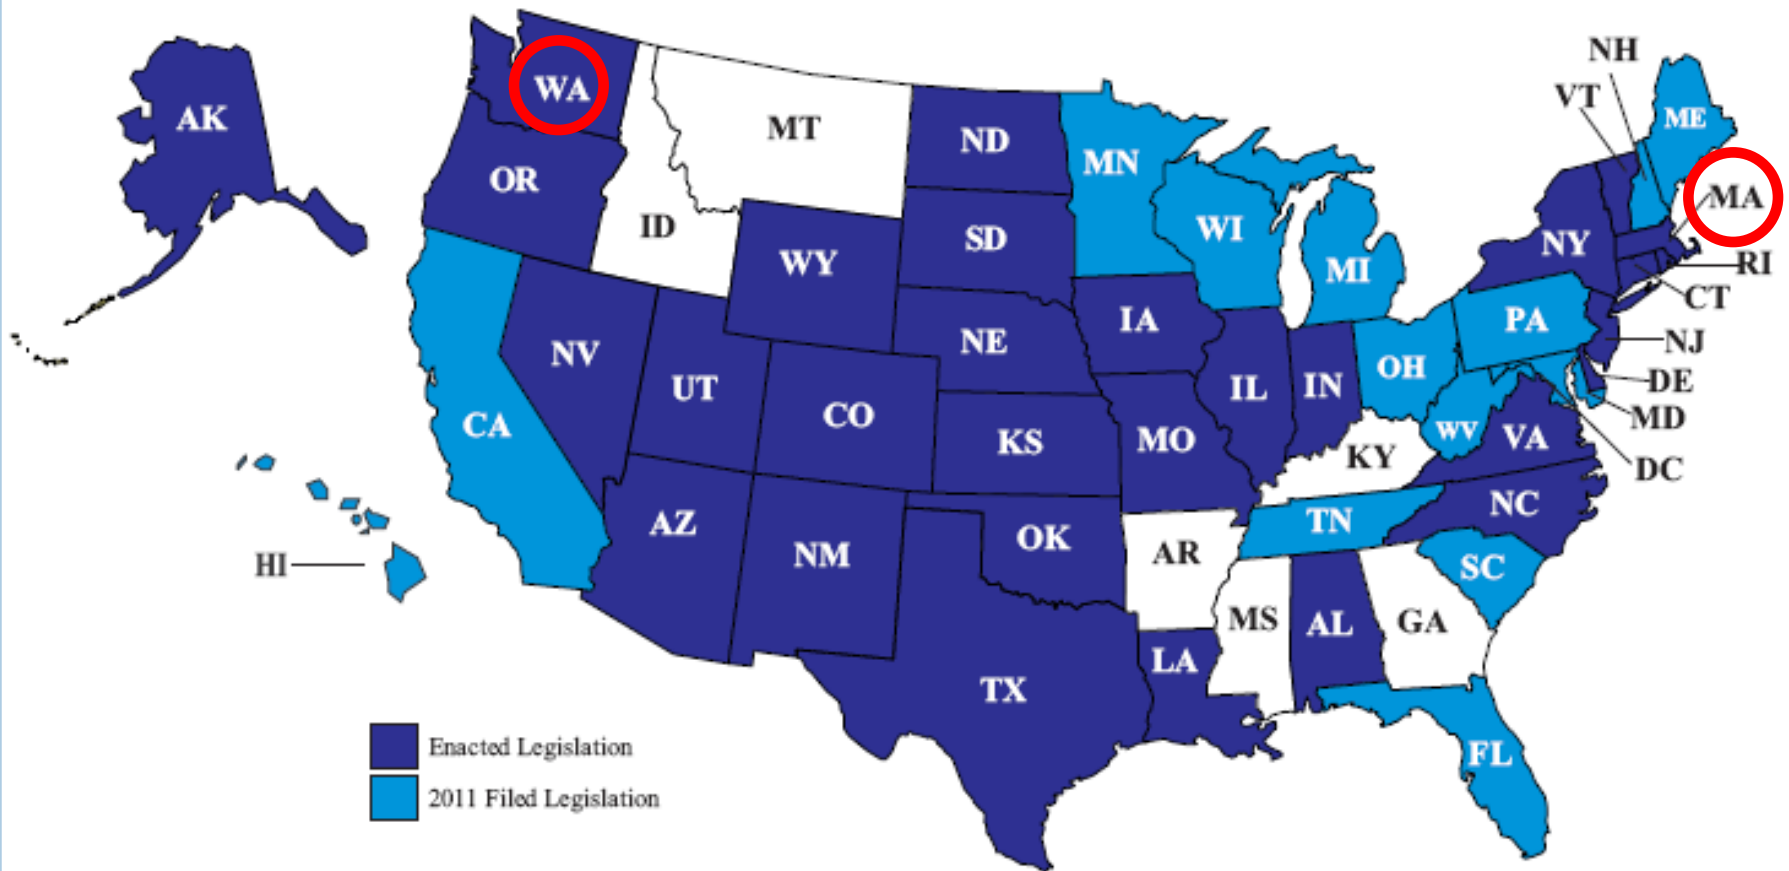 NH
VT
AK
WA
ME
MT
ND
MN
OR
MA
ID
SD
WI
NY
WY
MI
RI
CT
IA
PA
NE
NJ
NV
OH
DE
UT
IL
IN
CO
MD
CA
WV
VA
KS
MO
KY
DC
NC
AZ
TN
OK
NM
AR
HI
SC
MS
AL
GA
LA
TX
Enacted Legislation
FL
2011 Filed Legislation